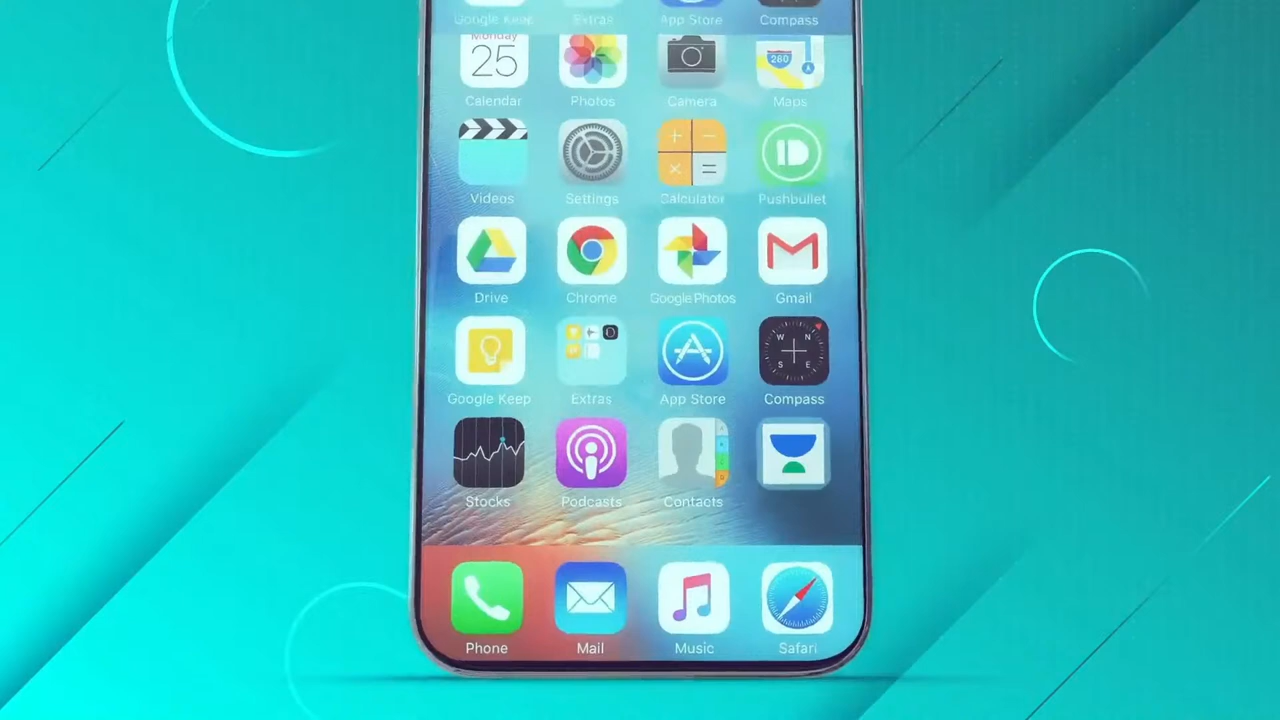 Google Keep Extras App Store Compass
Monday
25
280
Calendar Photos Camera Maps
Videos Settings Calculator Pushbullet
Drive Chrome Google Photos Gmail
W N
S E
Google Keep Extras App Store Compass
Stocks Podcasts Contacts
Phone Mail Music Safari